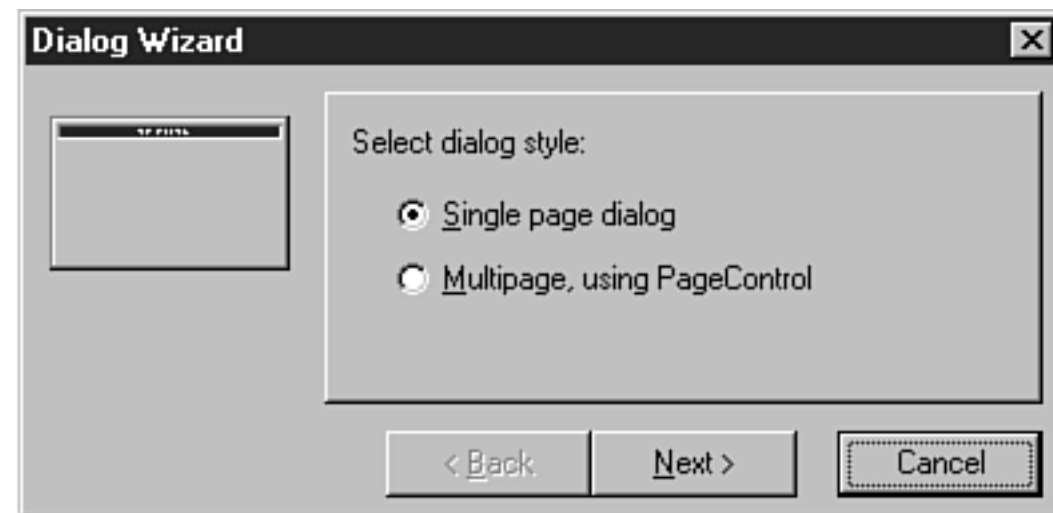 Dialog Wizard
Select dialog style:
Single page dialog
Multipage, using PageControl
< Back
Next >
Cancel